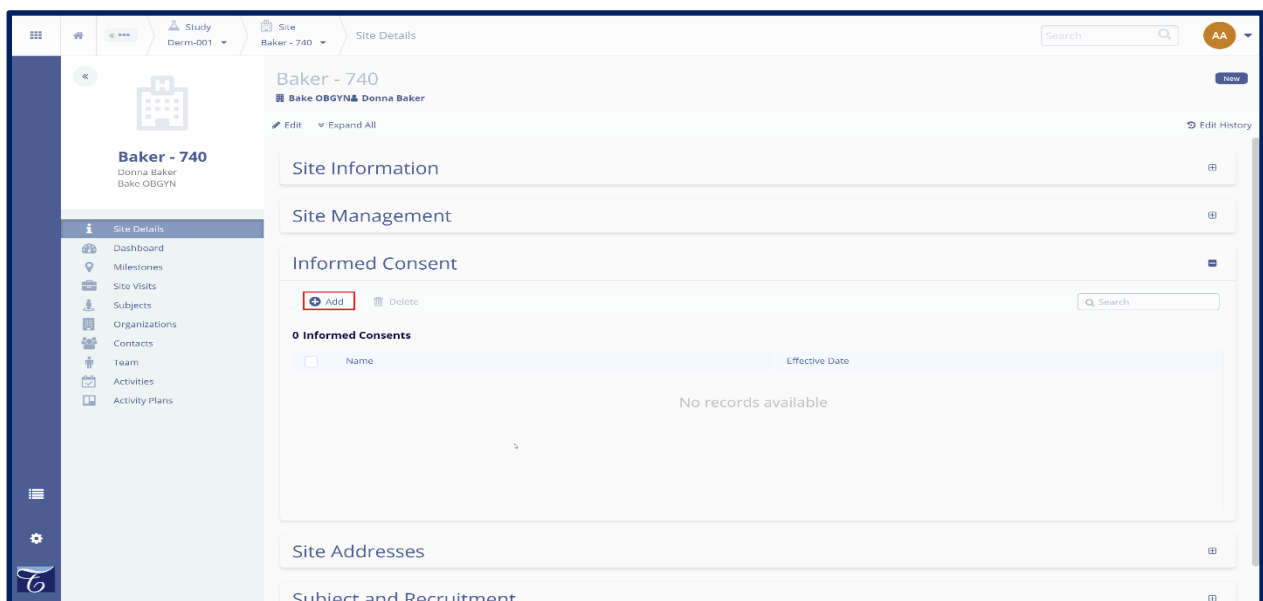 Study
Derm-001
Site
Baker - 740
Site Details
Search
AA
Baker - 740
Donna Baker
Bake OBGYN
Site Details
Dashboard
Milestones
Site Visits
Subjects
Organizations
Contacts
Team
Activities
Activity Plans
Baker - 740
New
Bake OBGYN Donna Baker
Edit Expand All Edit History
Site Information
Site Management
Informed Consent
Add Delete Search
0 Informed Consents
Name Effective Date
No records available
Site Addresses
Subject and Recruitment